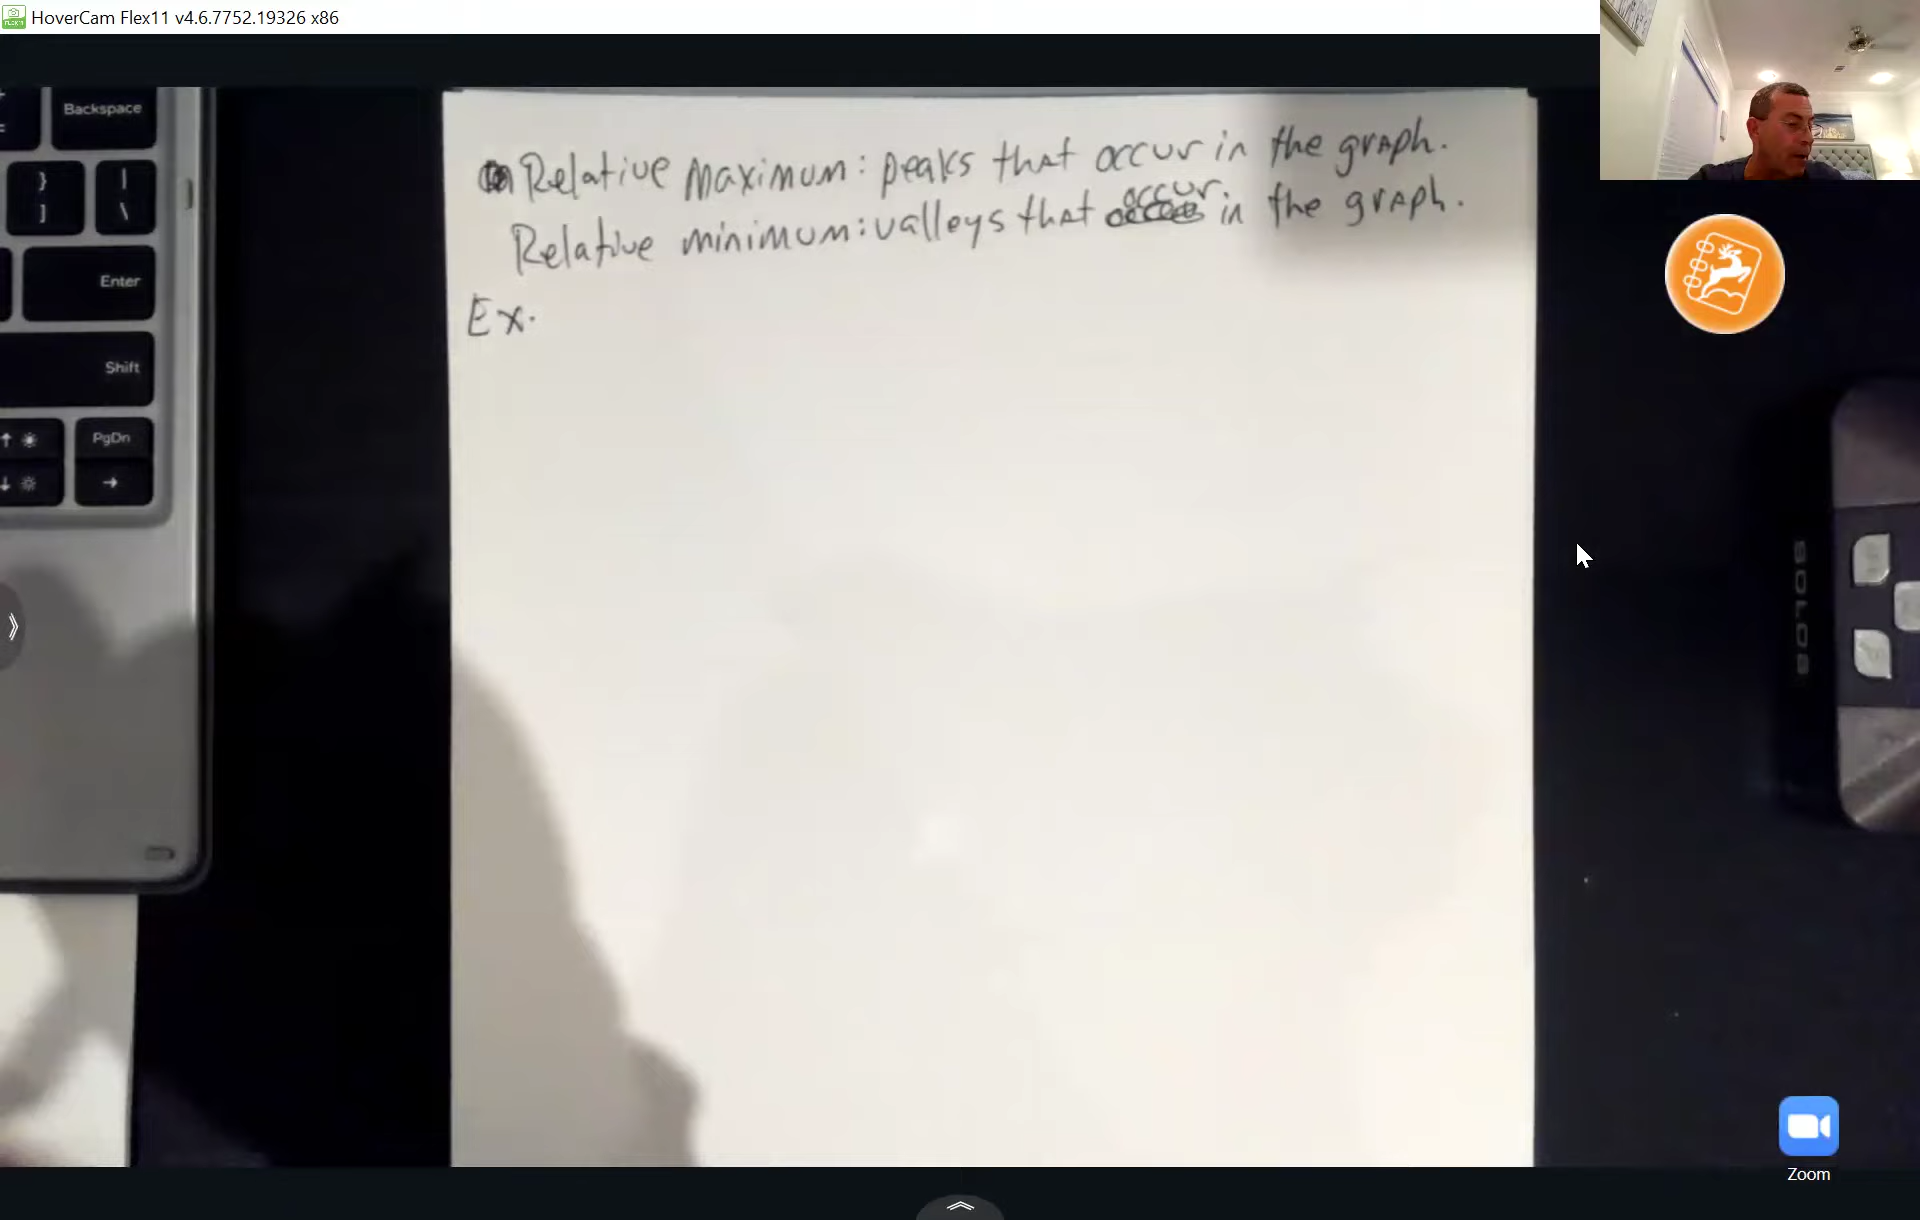 HoverCam Flex11 v4.6.7752.19326 x86
Backspace
Relative Maximum: peaks that occur in the graph.
Relative minimum: valleys that occur in the graph.
Ex.
}
]
|
\
Enter
Shift
↑
PgDn
↓
→
BOLOS
Zoom